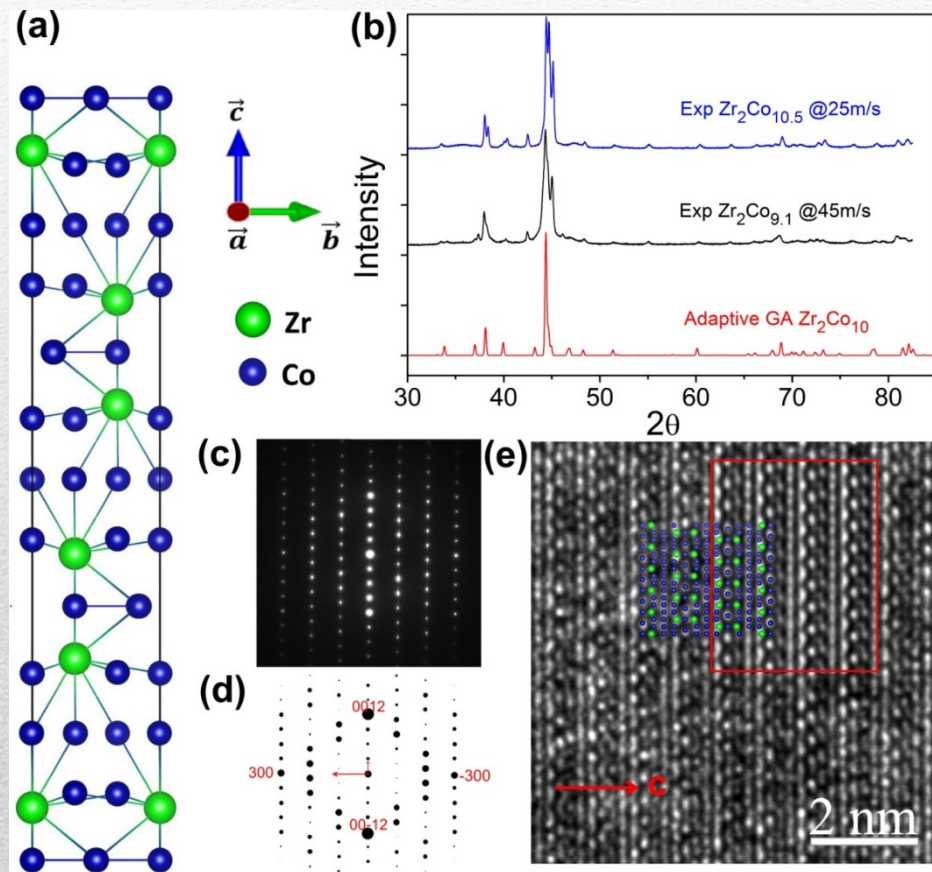 (a)
c
a
b
Zr
Co
(b)
Intensity
Exp Zr₂Co₁₀.₅ @25m/s
Exp Zr₂Co₉.₁ @45m/s
Adaptive GA Zr₂Co₁₀
30 40 50 60 70 80
2θ
(c)
(d)
0012
300
-300
00-12
(e)
c
2 nm